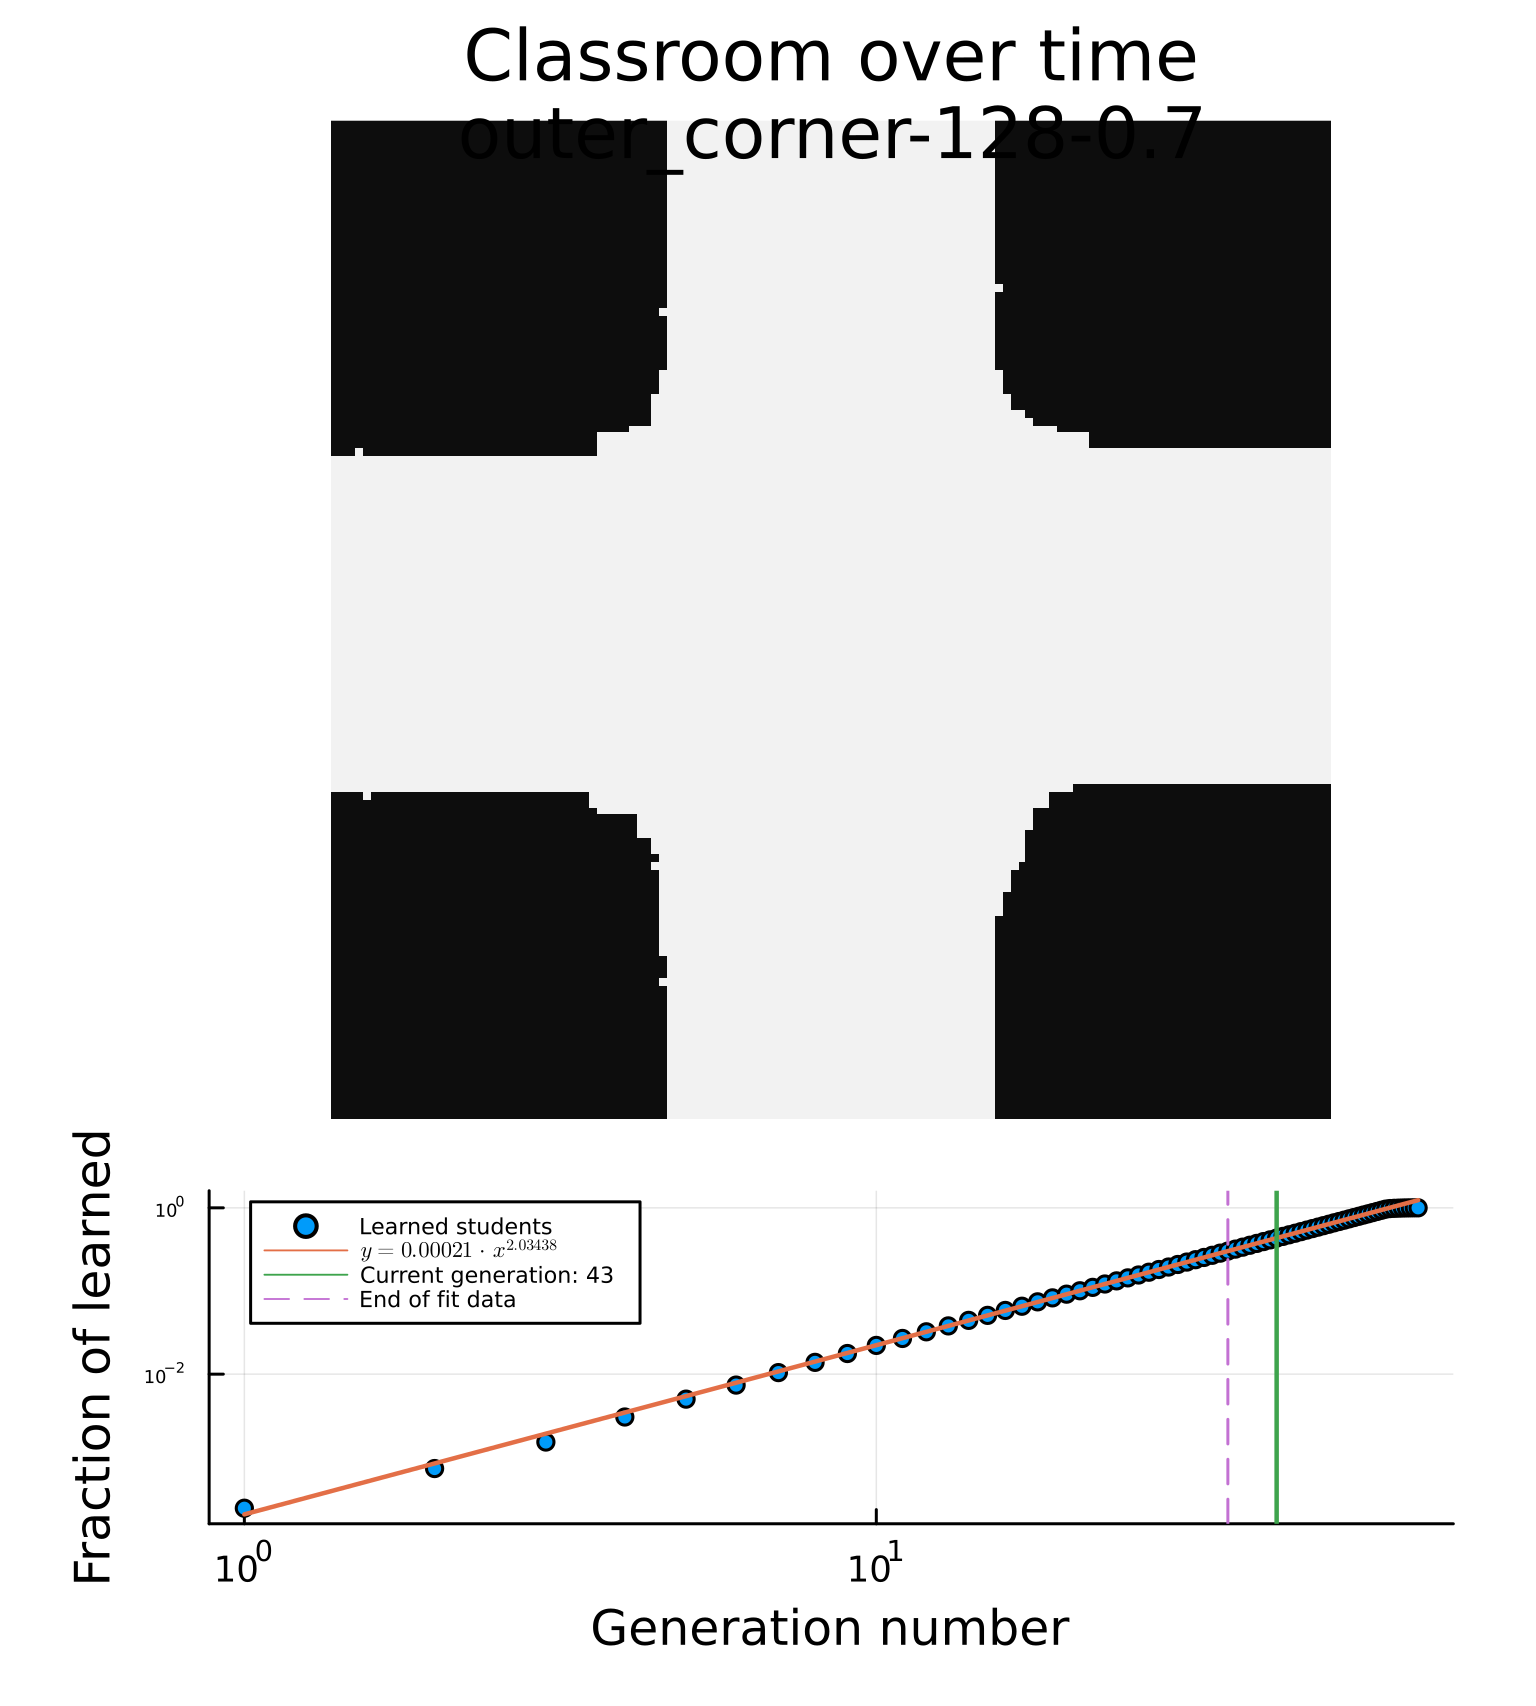 Classroom over time
outer_corner-128-0.7
Fraction of learned
10^0
10^-2
Learned students
y = 0.00021 · x^2.03438
Current generation: 43
End of fit data
10^0
10^1
Generation number